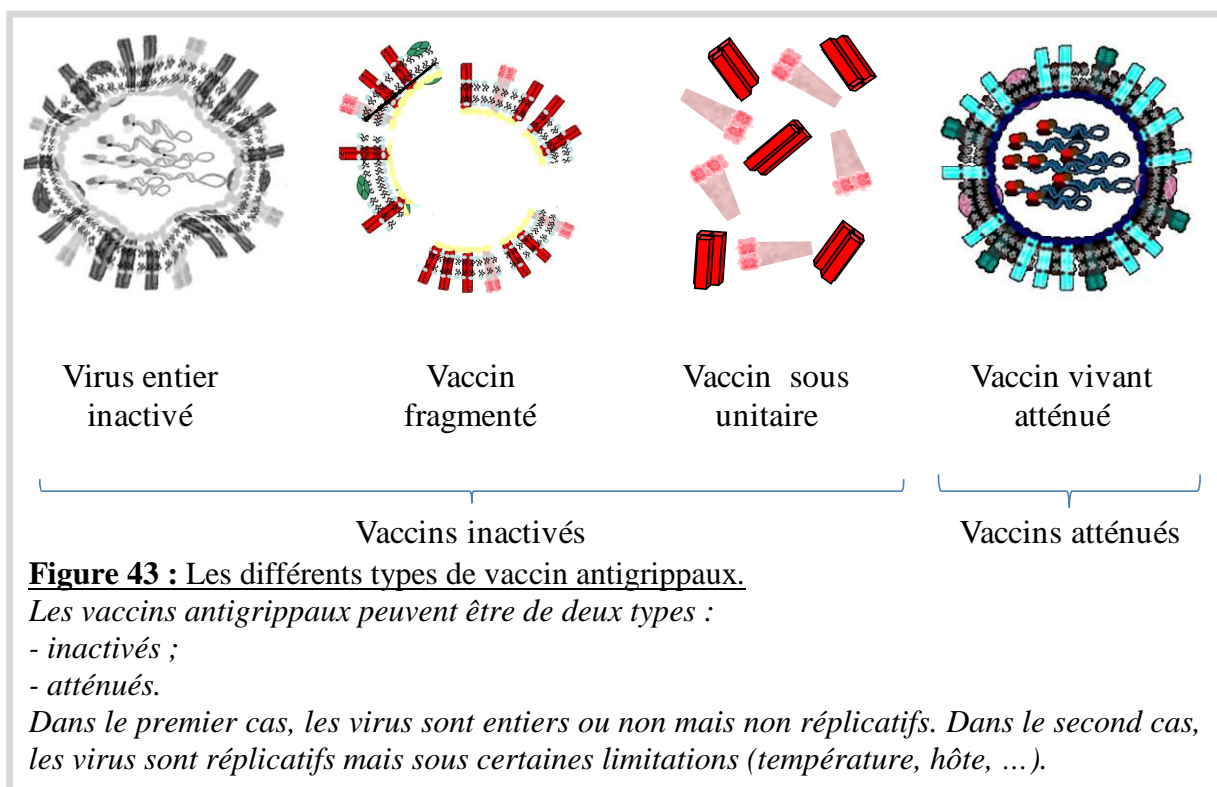 Virus entier inactivé
Vaccin fragmenté
Vaccin sous unitaire
Vaccin vivant atténué
Vaccins inactivés
Vaccins atténués
Figure 43 : Les différents types de vaccin antigrippaux.
Les vaccins antigrippaux peuvent être de deux types :
- inactivés ;
- atténués.
Dans le premier cas, les virus sont entiers ou non mais non réplicatifs. Dans le second cas,
les virus sont réplicatifs mais sous certaines limitations (température, hôte, …).